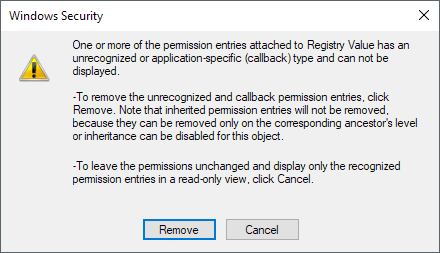 Windows Security
One or more of the permission entries attached to Registry Value has an
unrecognized or application-specific (callback) type and can not be
displayed.
-To remove the unrecognized and callback permission entries, click
Remove. Note that inherited permission entries will not be removed,
because they can be removed only on the corresponding ancestor's level
or inheritance can be disabled for this object.
-To leave the permissions unchanged and display only the recognized
permission entries in a read-only view, click Cancel.
Remove
Cancel